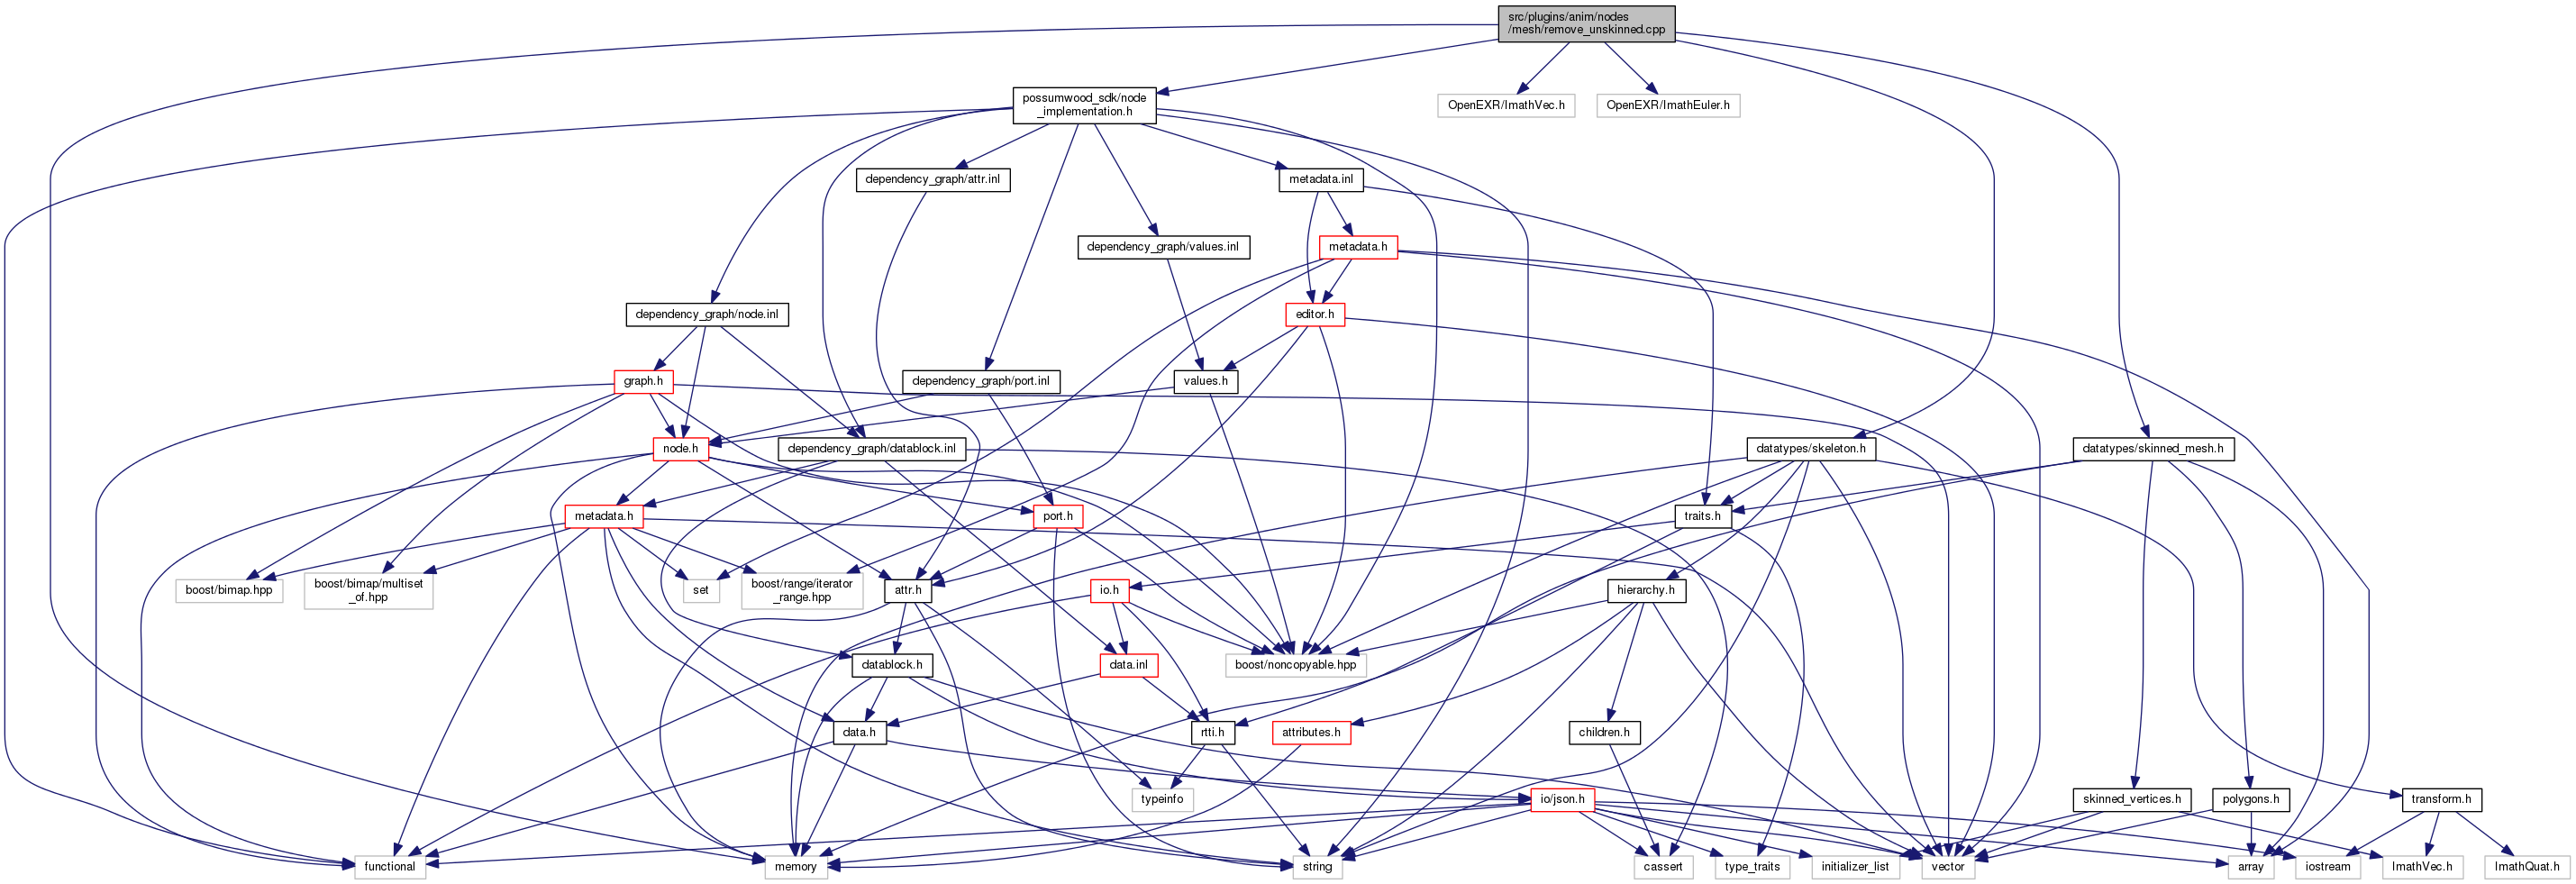 src/plugins/anim/nodes
/mesh/remove_unskinned.cpp
possumwood_sdk/node
_implementation.h
OpenEXR/ImathVec.h
OpenEXR/ImathEuler.h
dependency_graph/attr.inl
metadata.inl
dependency_graph/values.inl
metadata.h
dependency_graph/node.inl
editor.h
graph.h
dependency_graph/port.inl
values.h
node.h
dependency_graph/datablock.inl
datatypes/skeleton.h
datatypes/skinned_mesh.h
metadata.h
port.h
traits.h
boost/bimap.hpp
boost/bimap/multiset
_of.hpp
set
boost/range/iterator
_range.hpp
attr.h
io.h
hierarchy.h
datablock.h
data.inl
boost/noncopyable.hpp
data.h
rtti.h
attributes.h
children.h
typeinfo
io/json.h
skinned_vertices.h
polygons.h
transform.h
functional
memory
string
cassert
type_traits
initializer_list
vector
array
iostream
ImathVec.h
ImathQuat.h